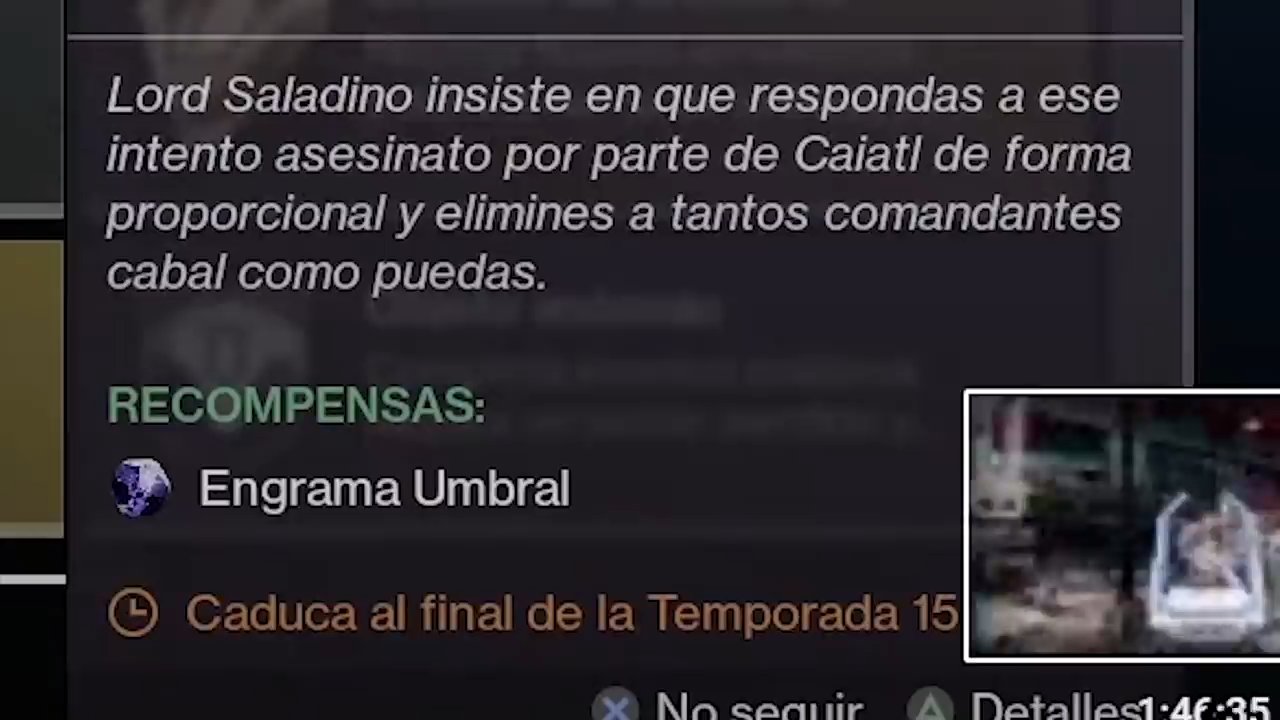 Lord Saladino insiste en que respondas a ese
intento asesinato por parte de Caiatl de forma
proporcional y elimines a tantos comandantes
cabal como puedas.
RECOMPENSAS:
Engrama Umbral
Caduca al final de la Temporada 15
No seguir Detalles 1:46:35